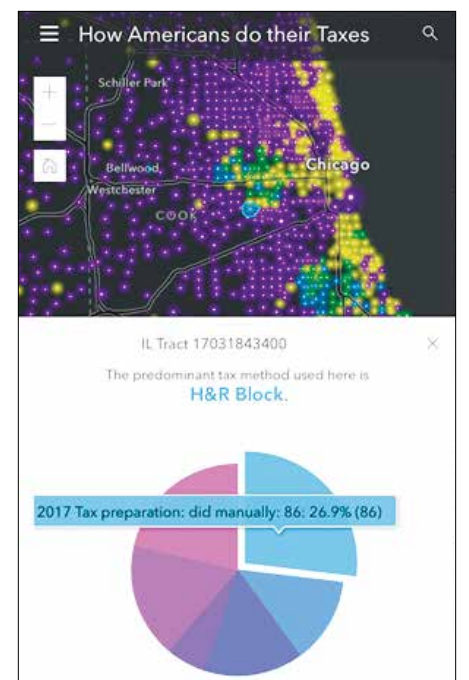 How Americans do their Taxes
Schiller Park
Bellwood
Chicago
Westchester
COOK
IL Tract 17031843400
The predominant tax method used here is
H&R Block.
2017 Tax preparation: did manually: 86: 26.9% (86)